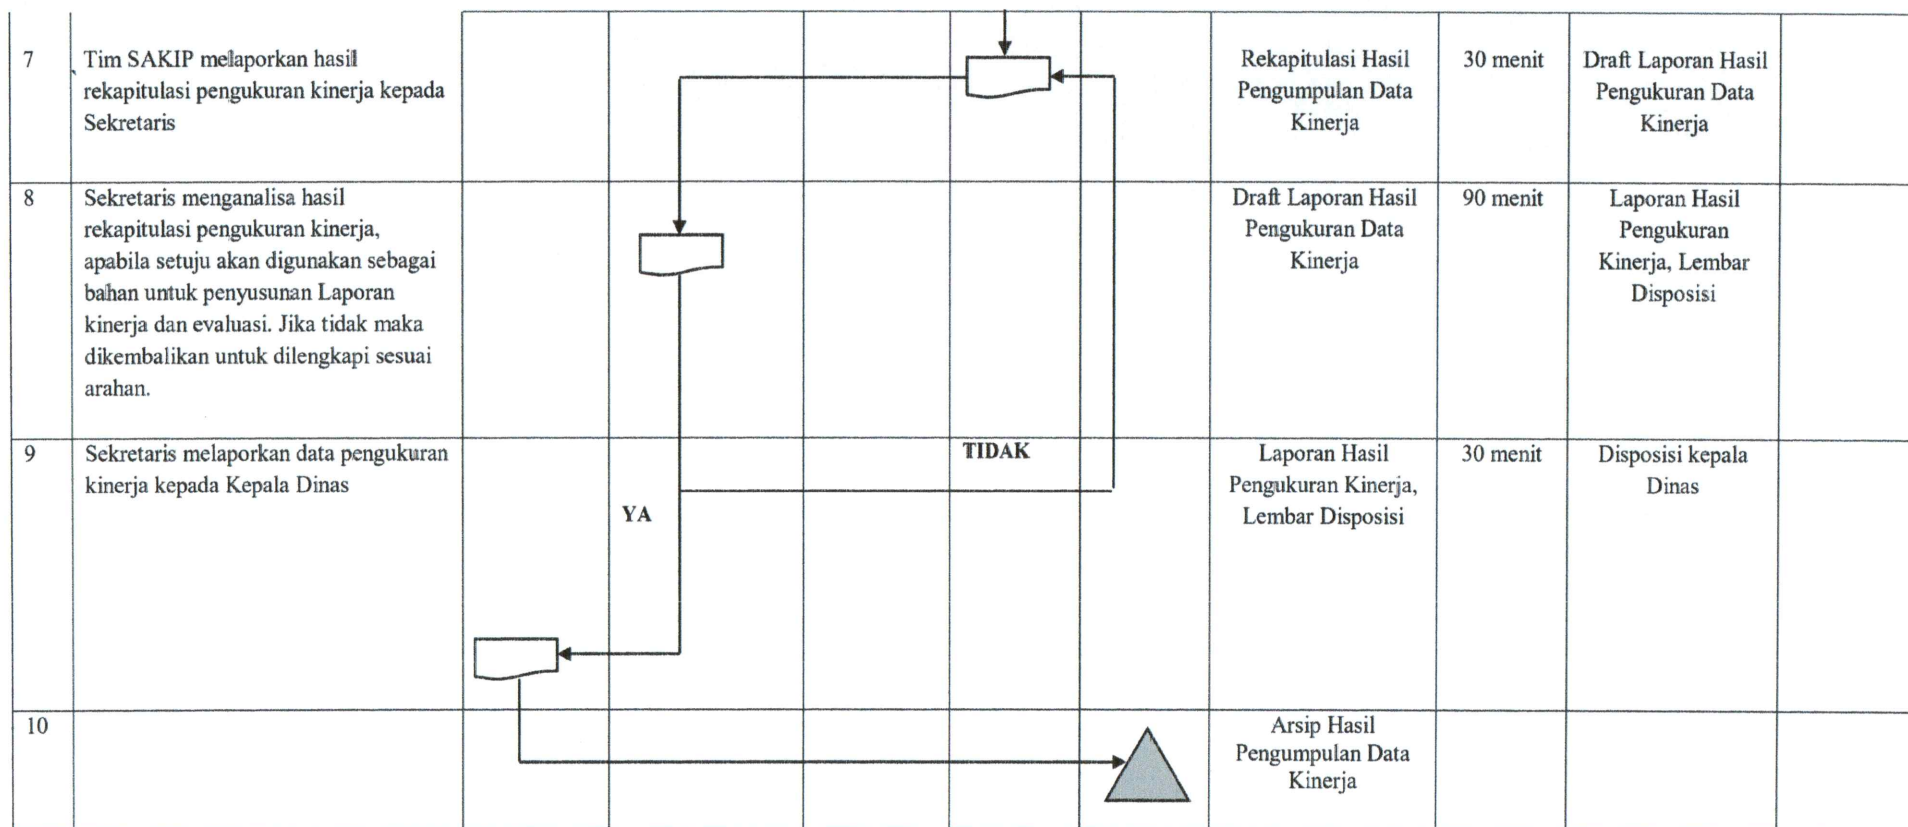 7
Tim SAKIP melaporkan hasil
rekapitulasi pengukuran kinerja kepada
Sekretaris
Rekapitulasi Hasil
Pengumpulan Data
Kinerja
30 menit
Draft Laporan Hasil
Pengukuran Data
Kinerja
8
Sekretaris menganalisa hasil
rekapitulasi pengukuran kinerja,
apabila setuju akan digunakan sebagai
bahan untuk penyusunan Laporan
kinerja dan evaluasi. Jika tidak maka
dikembalikan untuk dilengkapi sesuai
arahan.
Draft Laporan Hasil
Pengukuran Data
Kinerja
90 menit
Laporan Hasil
Pengukuran
Kinerja, Lembar
Disposisi
9
Sekretaris melaporkan data pengukuran
kinerja kepada Kepala Dinas
YA
TIDAK
Laporan Hasil
Pengukuran Kinerja,
Lembar Disposisi
30 menit
Disposisi kepala
Dinas
10
Arsip Hasil
Pengumpulan Data
Kinerja